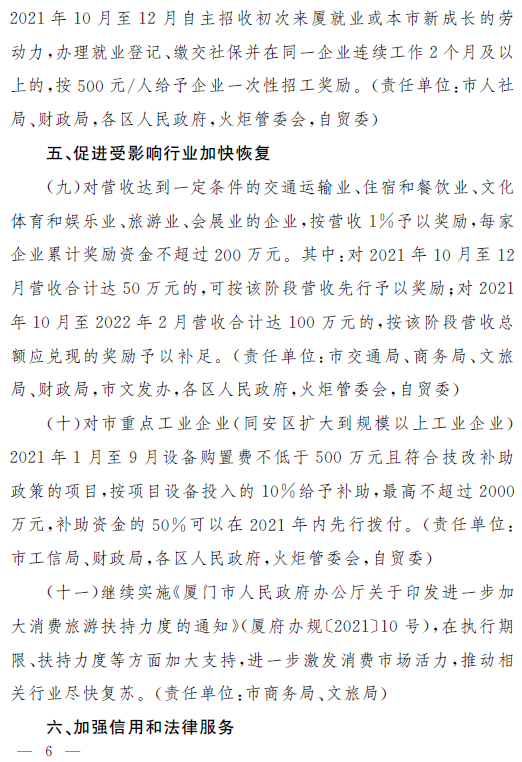 2021 年 10 月至 12 月自主招收初次来厦就业或本市新成长的劳
动力,办理就业登记、缴交社保并在同一企业连续工作 2 个月及以
上的,按 500 元/人给予企业一次性招工奖励。(责任单位:市人社
局、财政局,各区人民政府,火炬管委会,自贸委)
五、促进受影响行业加快恢复
(九)对营收达到一定条件的交通运输业、住宿和餐饮业、文化
体育和娱乐业、旅游业、会展业的企业,按营收 1%予以奖励,每家
企业累计奖励资金不超过 200 万元。其中:对 2021 年 10 月至 12
月营收合计达 50 万元的,可按该阶段营收先行予以奖励;对 2021
年 10 月至 2022 年 2 月营收合计达 100 万元的,按该阶段营收总
额应兑现的奖励予以补足。(责任单位:市交通局、商务局、文旅
局、财政局,市文发办,各区人民政府,火炬管委会,自贸委)
(十)对市重点工业企业(同安区扩大到规模以上工业企业)
2021 年 1 月至 9 月设备购置费不低于 500 万元且符合技改补助
政策的项目,按项目设备投入的 10%给予补助,最高不超过 2000
万元,补助资金的 50%可以在 2021 年内先行拨付。(责任单位:
市工信局、财政局,各区人民政府,火炬管委会,自贸委)
(十一)继续实施《厦门市人民政府办公厅关于印发进一步加
大消费旅游扶持力度的通知》(厦府办规〔2021〕10 号),在执行期
限、扶持力度等方面加大支持,进一步激发消费市场活力,推动相
关行业尽快复苏。(责任单位:市商务局、文旅局)
六、加强信用和法律服务
— 6 —